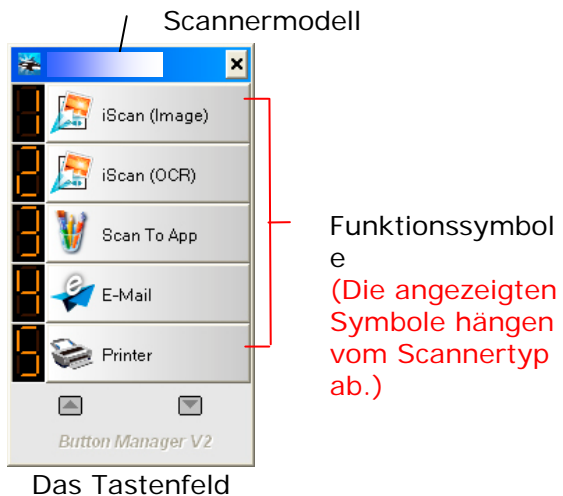 Scannermodell
1 iScan (Image)
2 iScan (OCR)
3 Scan To App
4 E-Mail
5 Printer
Button Manager V2
Funktionssymbol
e
(Die angezeigten
Symbole hängen
vom Scannertyp
ab.)
Das Tastenfeld